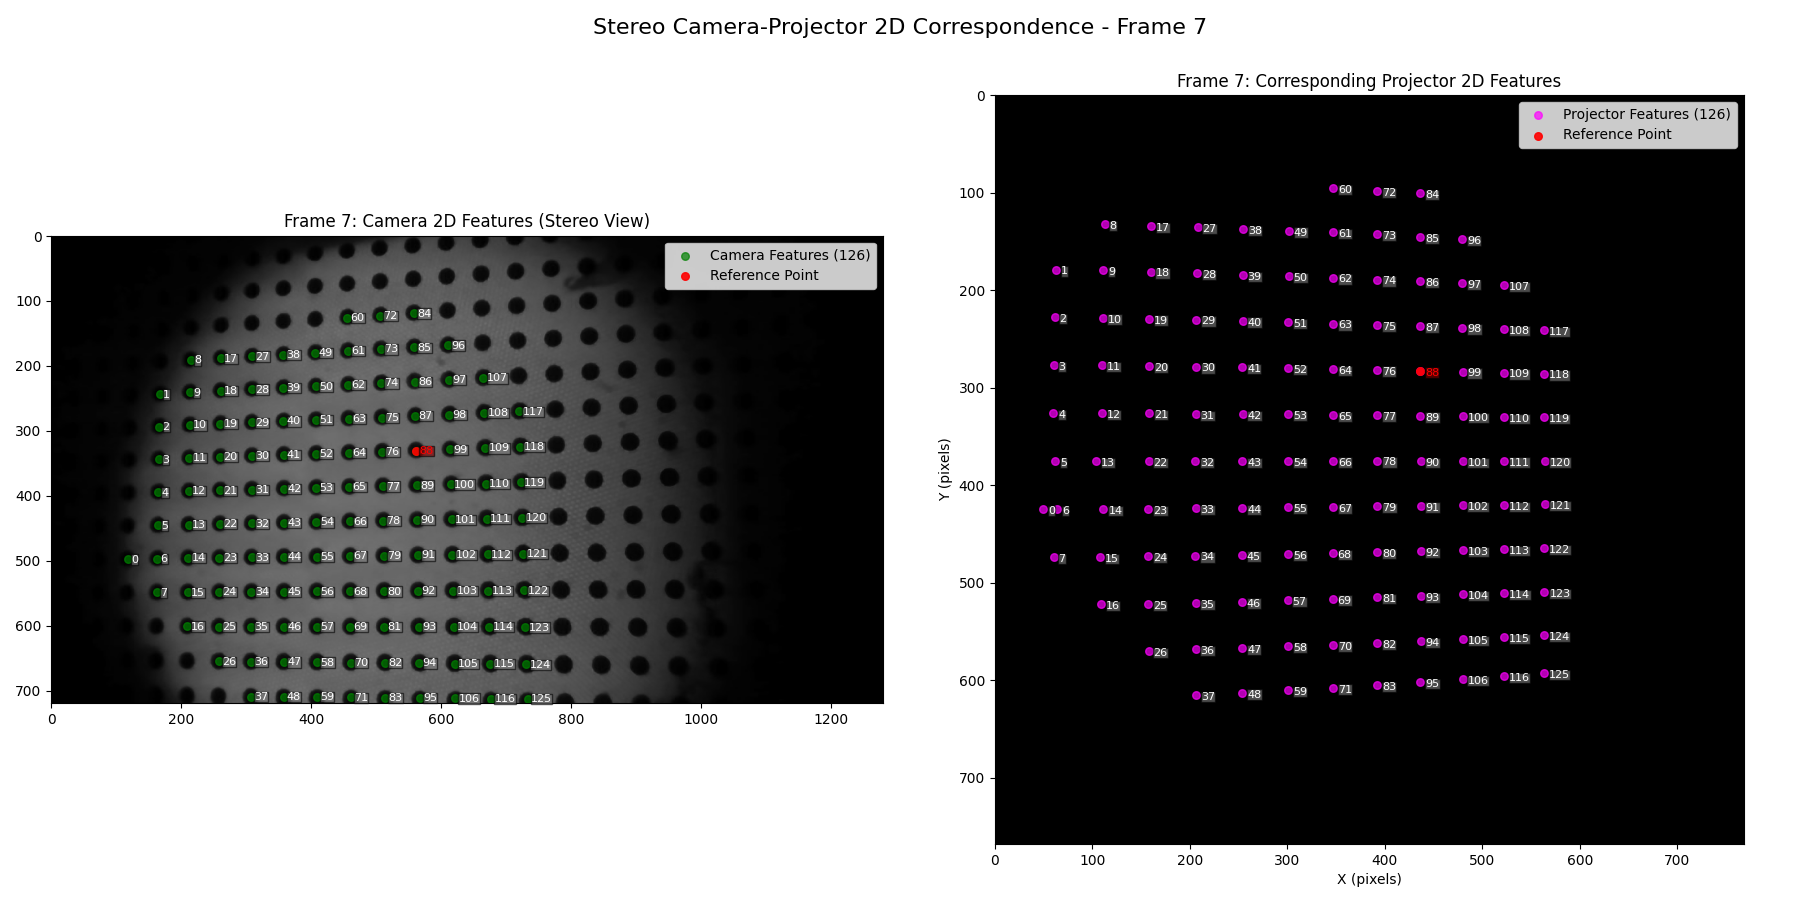 Stereo Camera-Projector 2D Correspondence - Frame 7
Frame 7: Camera 2D Features (Stereo View)
Camera Features (126)
Reference Point
0
100
200
300
400
500
600
700
0 200 400 600 800 1000 1200
60 72 84
8 17 27 38 49 61 73 85 96
1 9 18 28 39 50 62 74 86 97 107
2 10 19 29 40 51 63 75 87 98 108 117
3 11 20 30 41 52 64 76 99 109 118
4 12 21 31 42 53 65 77 89 100 110 119
5 13 22 32 43 54 66 78 90 101 111 120
0 6 14 23 33 44 55 67 79 91 102 112 121
7 15 24 34 45 56 68 80 92 103 113 122
16 25 35 46 57 69 81 93 104 114 123
26 36 47 58 70 82 94 105 115 124
37 48 59 71 83 95 106 116 125
Frame 7: Corresponding Projector 2D Features
Projector Features (126)
Reference Point
Y (pixels)
0
100
200
300
400
500
600
700
60 72 84
8 17 27 38 49 61 73 85 96
1 9 18 28 39 50 62 74 86 97 107
2 10 19 29 40 51 63 75 87 98 108 117
3 11 20 30 41 52 64 76 88 99 109 118
4 12 21 31 42 53 65 77 89 100 110 119
5 13 22 32 43 54 66 78 90 101 111 120
0 6 14 23 33 44 55 67 79 91 102 112 121
7 15 24 34 45 56 68 80 92 103 113 122
16 25 35 46 57 69 81 93 104 114 123
26 36 47 58 70 82 94 105 115 124
37 48 59 71 83 95 106 116 125
0 100 200 300 400 500 600 700
X (pixels)